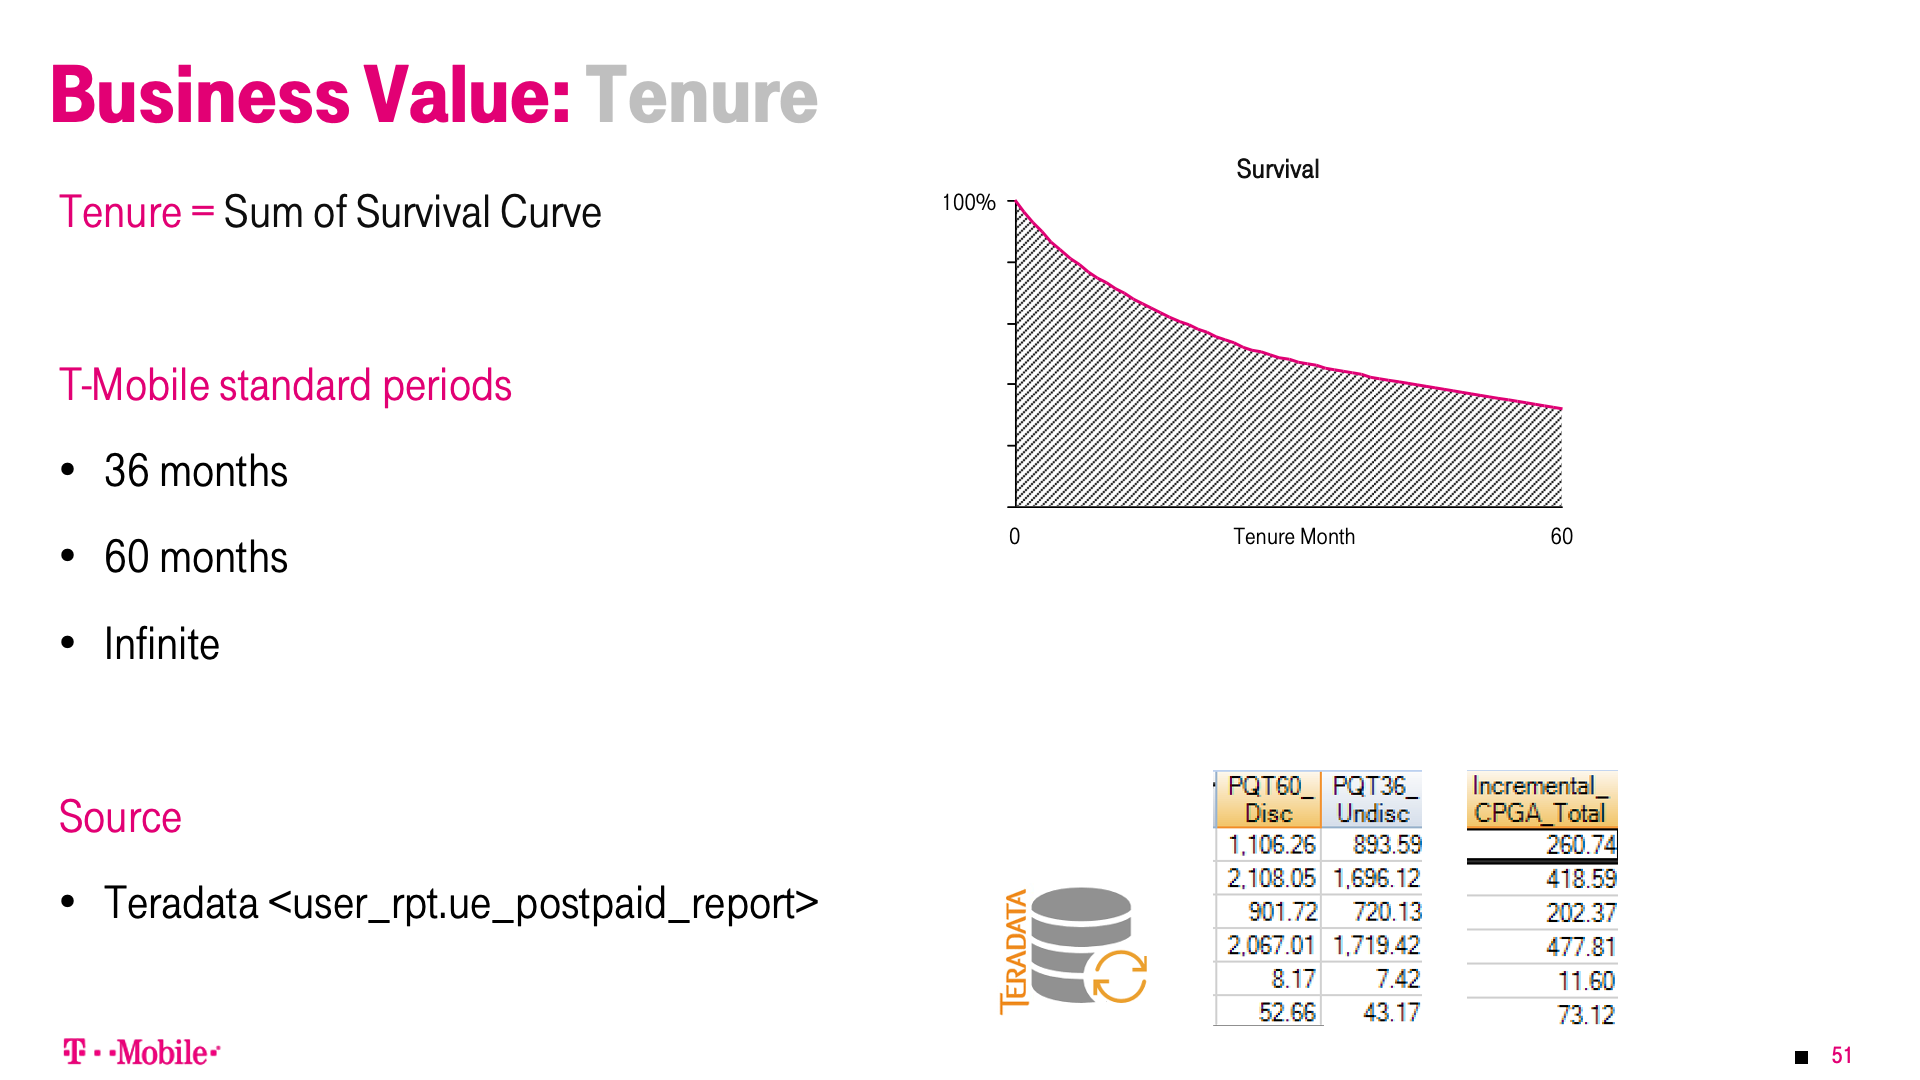 Business Value: Tenure
Tenure = Sum of Survival Curve
T-Mobile standard periods
• 36 months
• 60 months
• Infinite
Source
• Teradata <user_rpt.ue_postpaid_report>
Survival
100%
0 Tenure Month 60
TERADATA
PQT60_ PQT36_ Incremental_
Disc Undisc CPGA_Total
1,106.26 893.59 260.74
2,108.05 1,696.12 418.59
901.72 720.13 202.37
2,067.01 1,719.42 477.81
8.17 7.42 11.60
52.66 43.17 73.12
T··Mobile·
51